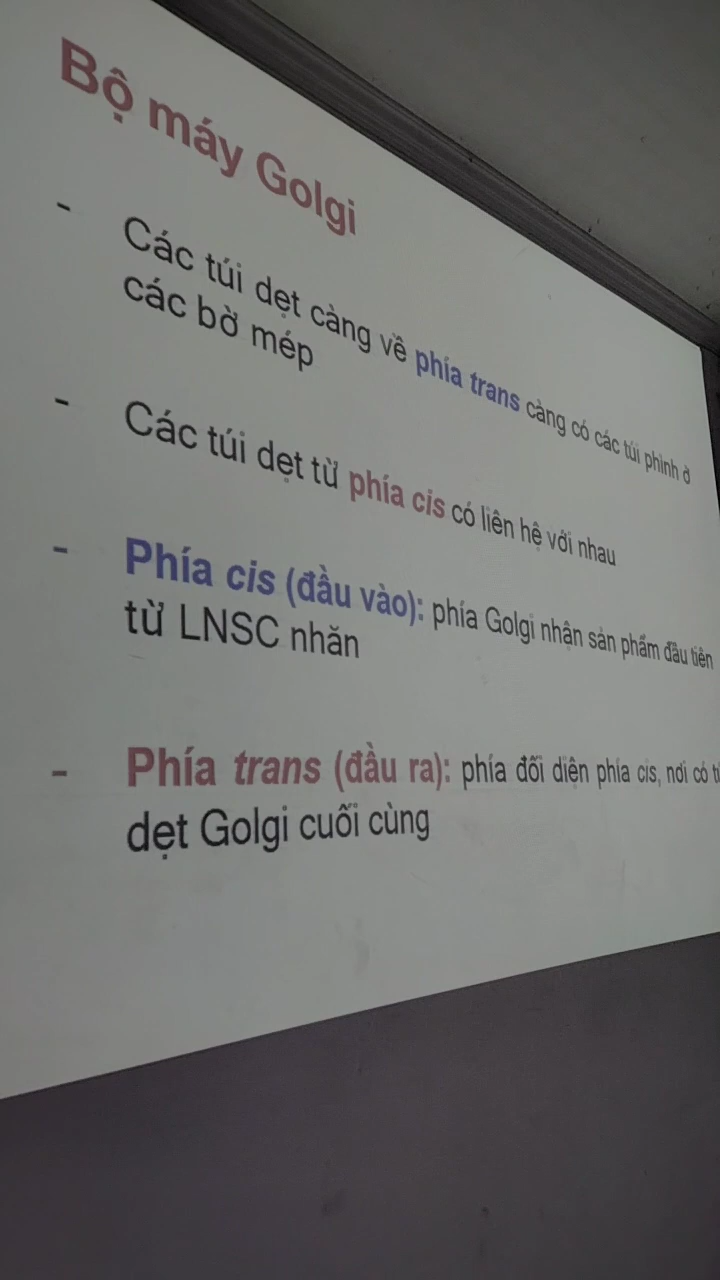 Bộ máy Golgi
- Các túi dẹt càng về phía trans càng có các túi phình ở
các bờ mép
- Các túi dẹt từ phía cis có liên hệ với nhau
- Phía cis (đầu vào): phía Golgi nhận sản phẩm đầu tiên
từ LNSC nhăn
- Phía trans (đầu ra): phía đối diện phía cis, nơi có
dẹt Golgi cuối cùng